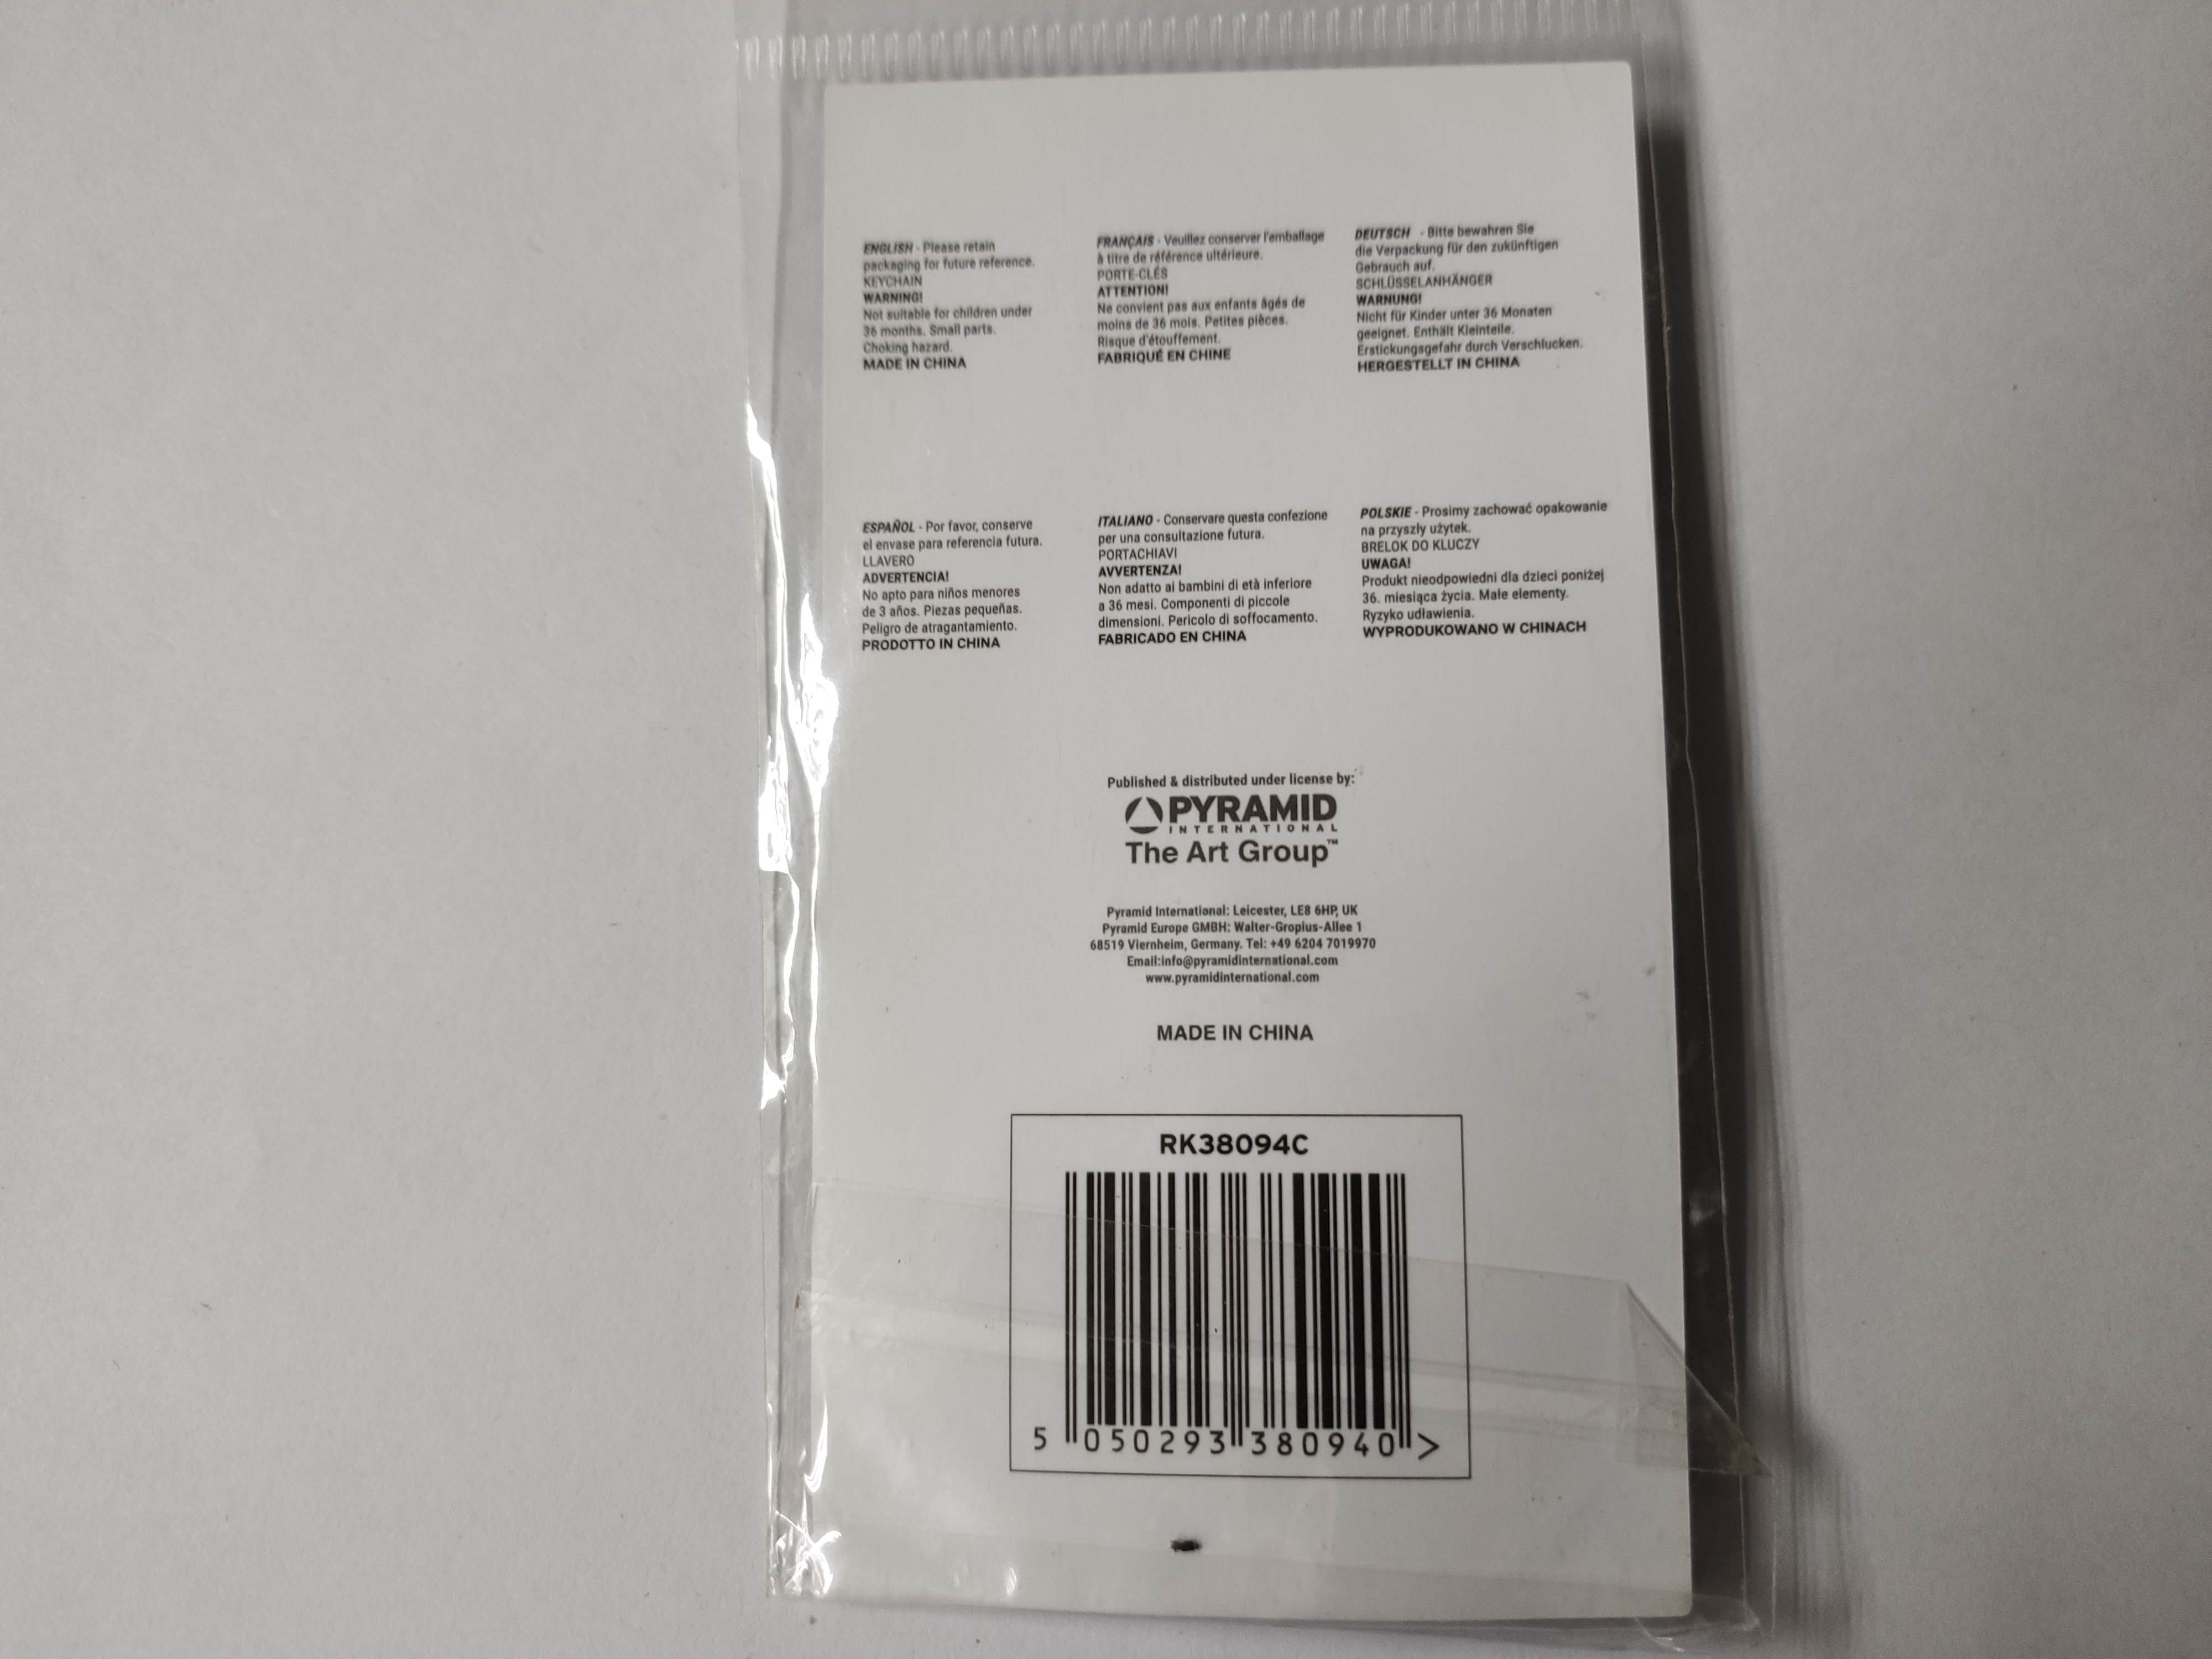 ENGLISH - Please retain
packaging for future reference.
KEYCHAIN
WARNING!
Not suitable for children under
36 months. Small parts.
Choking hazard.
MADE IN CHINA
FRANÇAIS - Veuillez conserver l'emballage
à titre de référence ultérieure.
PORTE-CLÉS
ATTENTION!
Ne convient pas aux enfants âgés de
moins de 36 mois. Petites pièces.
Risque d'étouffement.
FABRIQUÉ EN CHINE
DEUTSCH - Bitte bewahren Sie
die Verpackung für den zukünftigen
Gebrauch auf.
SCHLÜSSELANHÄNGER
WARNUNG!
Nicht für Kinder unter 36 Monaten
geeignet. Enthält Kleinteile.
Erstickungsgefahr durch Verschlucken.
HERGESTELLT IN CHINA
ESPAÑOL - Por favor, conserve
el envase para referencia futura.
LLAVERO
ADVERTENCIA!
No apto para niños menores
de 3 años. Piezas pequeñas.
Peligro de atragantamiento.
PRODOTTO IN CHINA
ITALIANO - Conservare questa confezione
per una consultazione futura.
PORTACHIAVI
AVVERTENZA!
Non adatto ai bambini di età inferiore
a 36 mesi. Componenti di piccole
dimensioni. Pericolo di soffocamento.
FABRICADO EN CHINA
POLSKIE - Prosimy zachować opakowanie
na przyszły użytek.
BRELOK DO KLUCZY
UWAGA!
Produkt nieodpowiedni dla dzieci poniżej
36. miesiąca życia. Małe elementy.
Ryzyko udławienia.
WYPRODUKOWANO W CHINACH
Published & distributed under license by:
PYRAMID
INTERNATIONAL
The Art Group™
Pyramid International: Leicester, LE8 6HP, UK
Pyramid Europe GMBH: Walter-Gropius-Allee 1
68519 Viernheim, Germany. Tel: +49 6204 7019970
Email:info@pyramidinternational.com
www.pyramidinternational.com
MADE IN CHINA
RK38094C
5 050293 380940 >